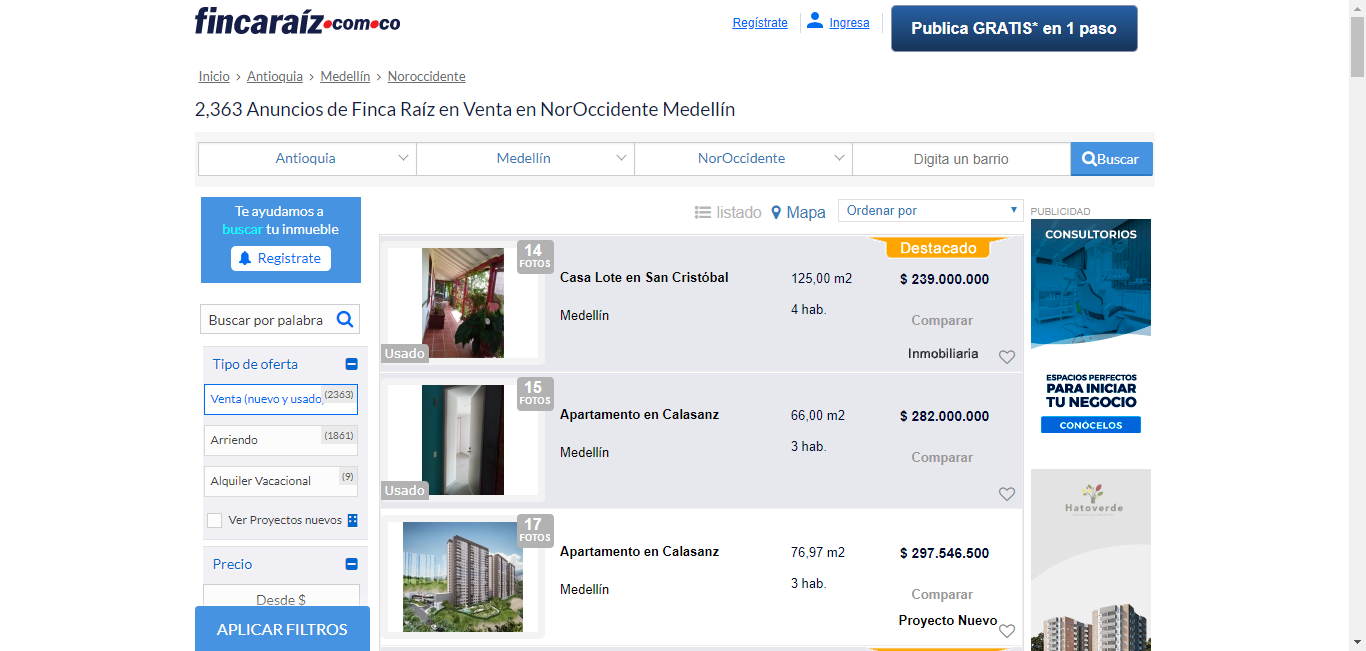 fincaraíz.com.co
Regístrate
Ingresa
Publica GRATIS* en 1 paso
Inicio › Antioquia › Medellín › Noroccidente
2,363 Anuncios de Finca Raíz en Venta en NorOccidente Medellín
Antioquia
Medellín
NorOccidente
Digita un barrio
Buscar
Te ayudamos a
buscar tu inmueble
Registrate
listado
Mapa
Ordenar por
PUBLICIDAD
Buscar por palabra
Tipo de oferta
Venta (nuevo y usado)
(2363)
Arriendo
(1861)
Alquiler Vacacional
(9)
Ver Proyectos nuevos
Precio
Desde $
APLICAR FILTROS
14
FOTOS
Usado
Casa Lote en San Cristóbal
Medellín
125,00 m2
4 hab.
Destacado
$ 239.000.000
Comparar
Inmobiliaria
15
FOTOS
Usado
Apartamento en Calasanz
Medellín
66,00 m2
3 hab.
$ 282.000.000
Comparar
17
FOTOS
Apartamento en Calasanz
Medellín
76,97 m2
3 hab.
$ 297.546.500
Comparar
Proyecto Nuevo
CONSULTORIOS
ESPACIOS PERFECTOS
PARA INICIAR
TU NEGOCIO
CONÓCELOS
Hatoverde